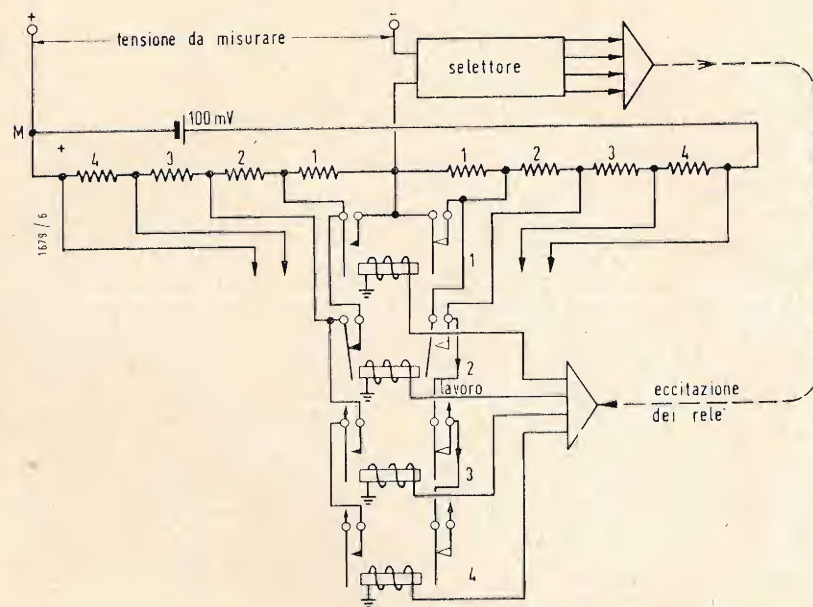 + -
tensione da misurare
selettore
M
100 mV
+
4 3 2 1 1 2 3 4
1679/6
1
2
lavoro
eccitazione
dei rele'
3
4